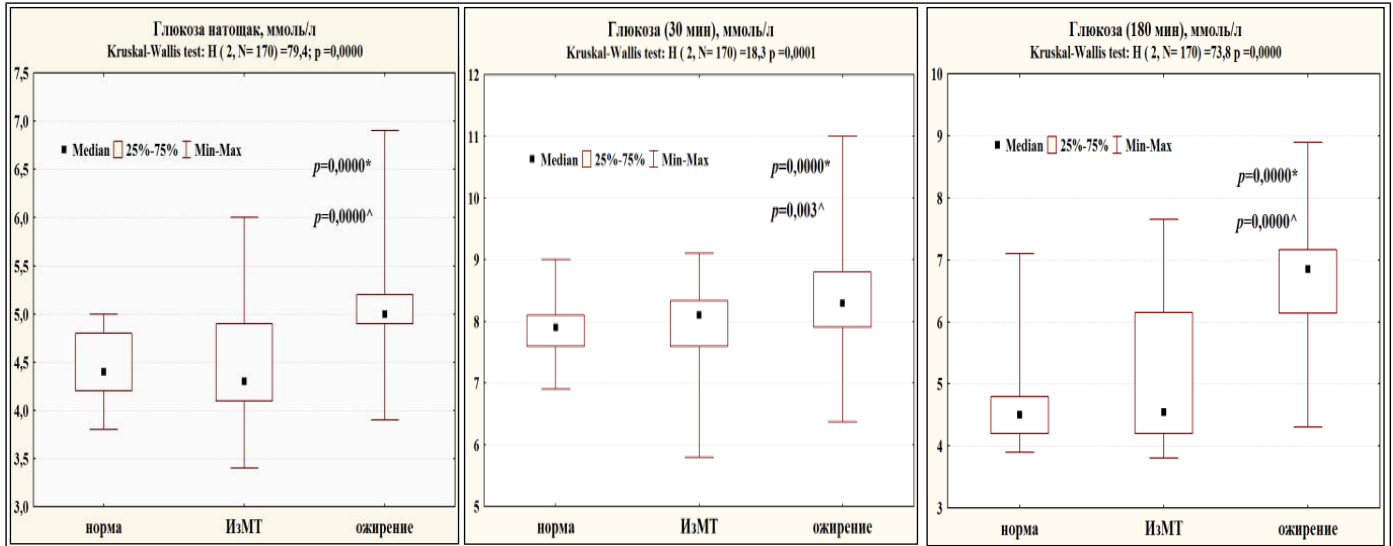 Глюкоза натощак, ммоль/л
Kruskal-Wallis test: H ( 2, N= 170) =79,4; p =0,0000
7,5
7,0
6,5
6,0
5,5
5,0
4,5
4,0
3,5
3,0
Median 25%-75% Min-Max
p=0,0000*
p=0,0000^
норма ИзМТ ожирение
Глюкоза (30 мин), ммоль/л
Kruskal-Wallis test: H ( 2, N= 170) =18,3 p =0,0001
12
11
10
9
8
7
6
5
Median 25%-75% Min-Max
p=0,0000*
p=0,003^
норма ИзМТ ожирение
Глюкоза (180 мин), ммоль/л
Kruskal-Wallis test: H ( 2, N= 170) =73,8 p =0,0000
10
9
8
7
6
5
4
3
Median 25%-75% Min-Max
p=0,0000*
p=0,0000^
норма ИзМТ ожирение